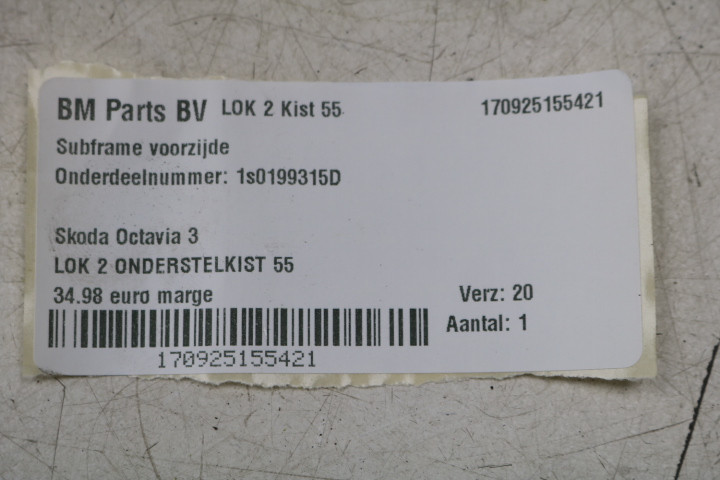 BM Parts BV LOK 2 Kist 55 170925155421
Subframe voorzijde
Onderdeelnummer: 1s0199315D
Skoda Octavia 3
LOK 2 ONDERSTELKIST 55
34.98 euro marge Verz: 20
Aantal: 1
170925155421